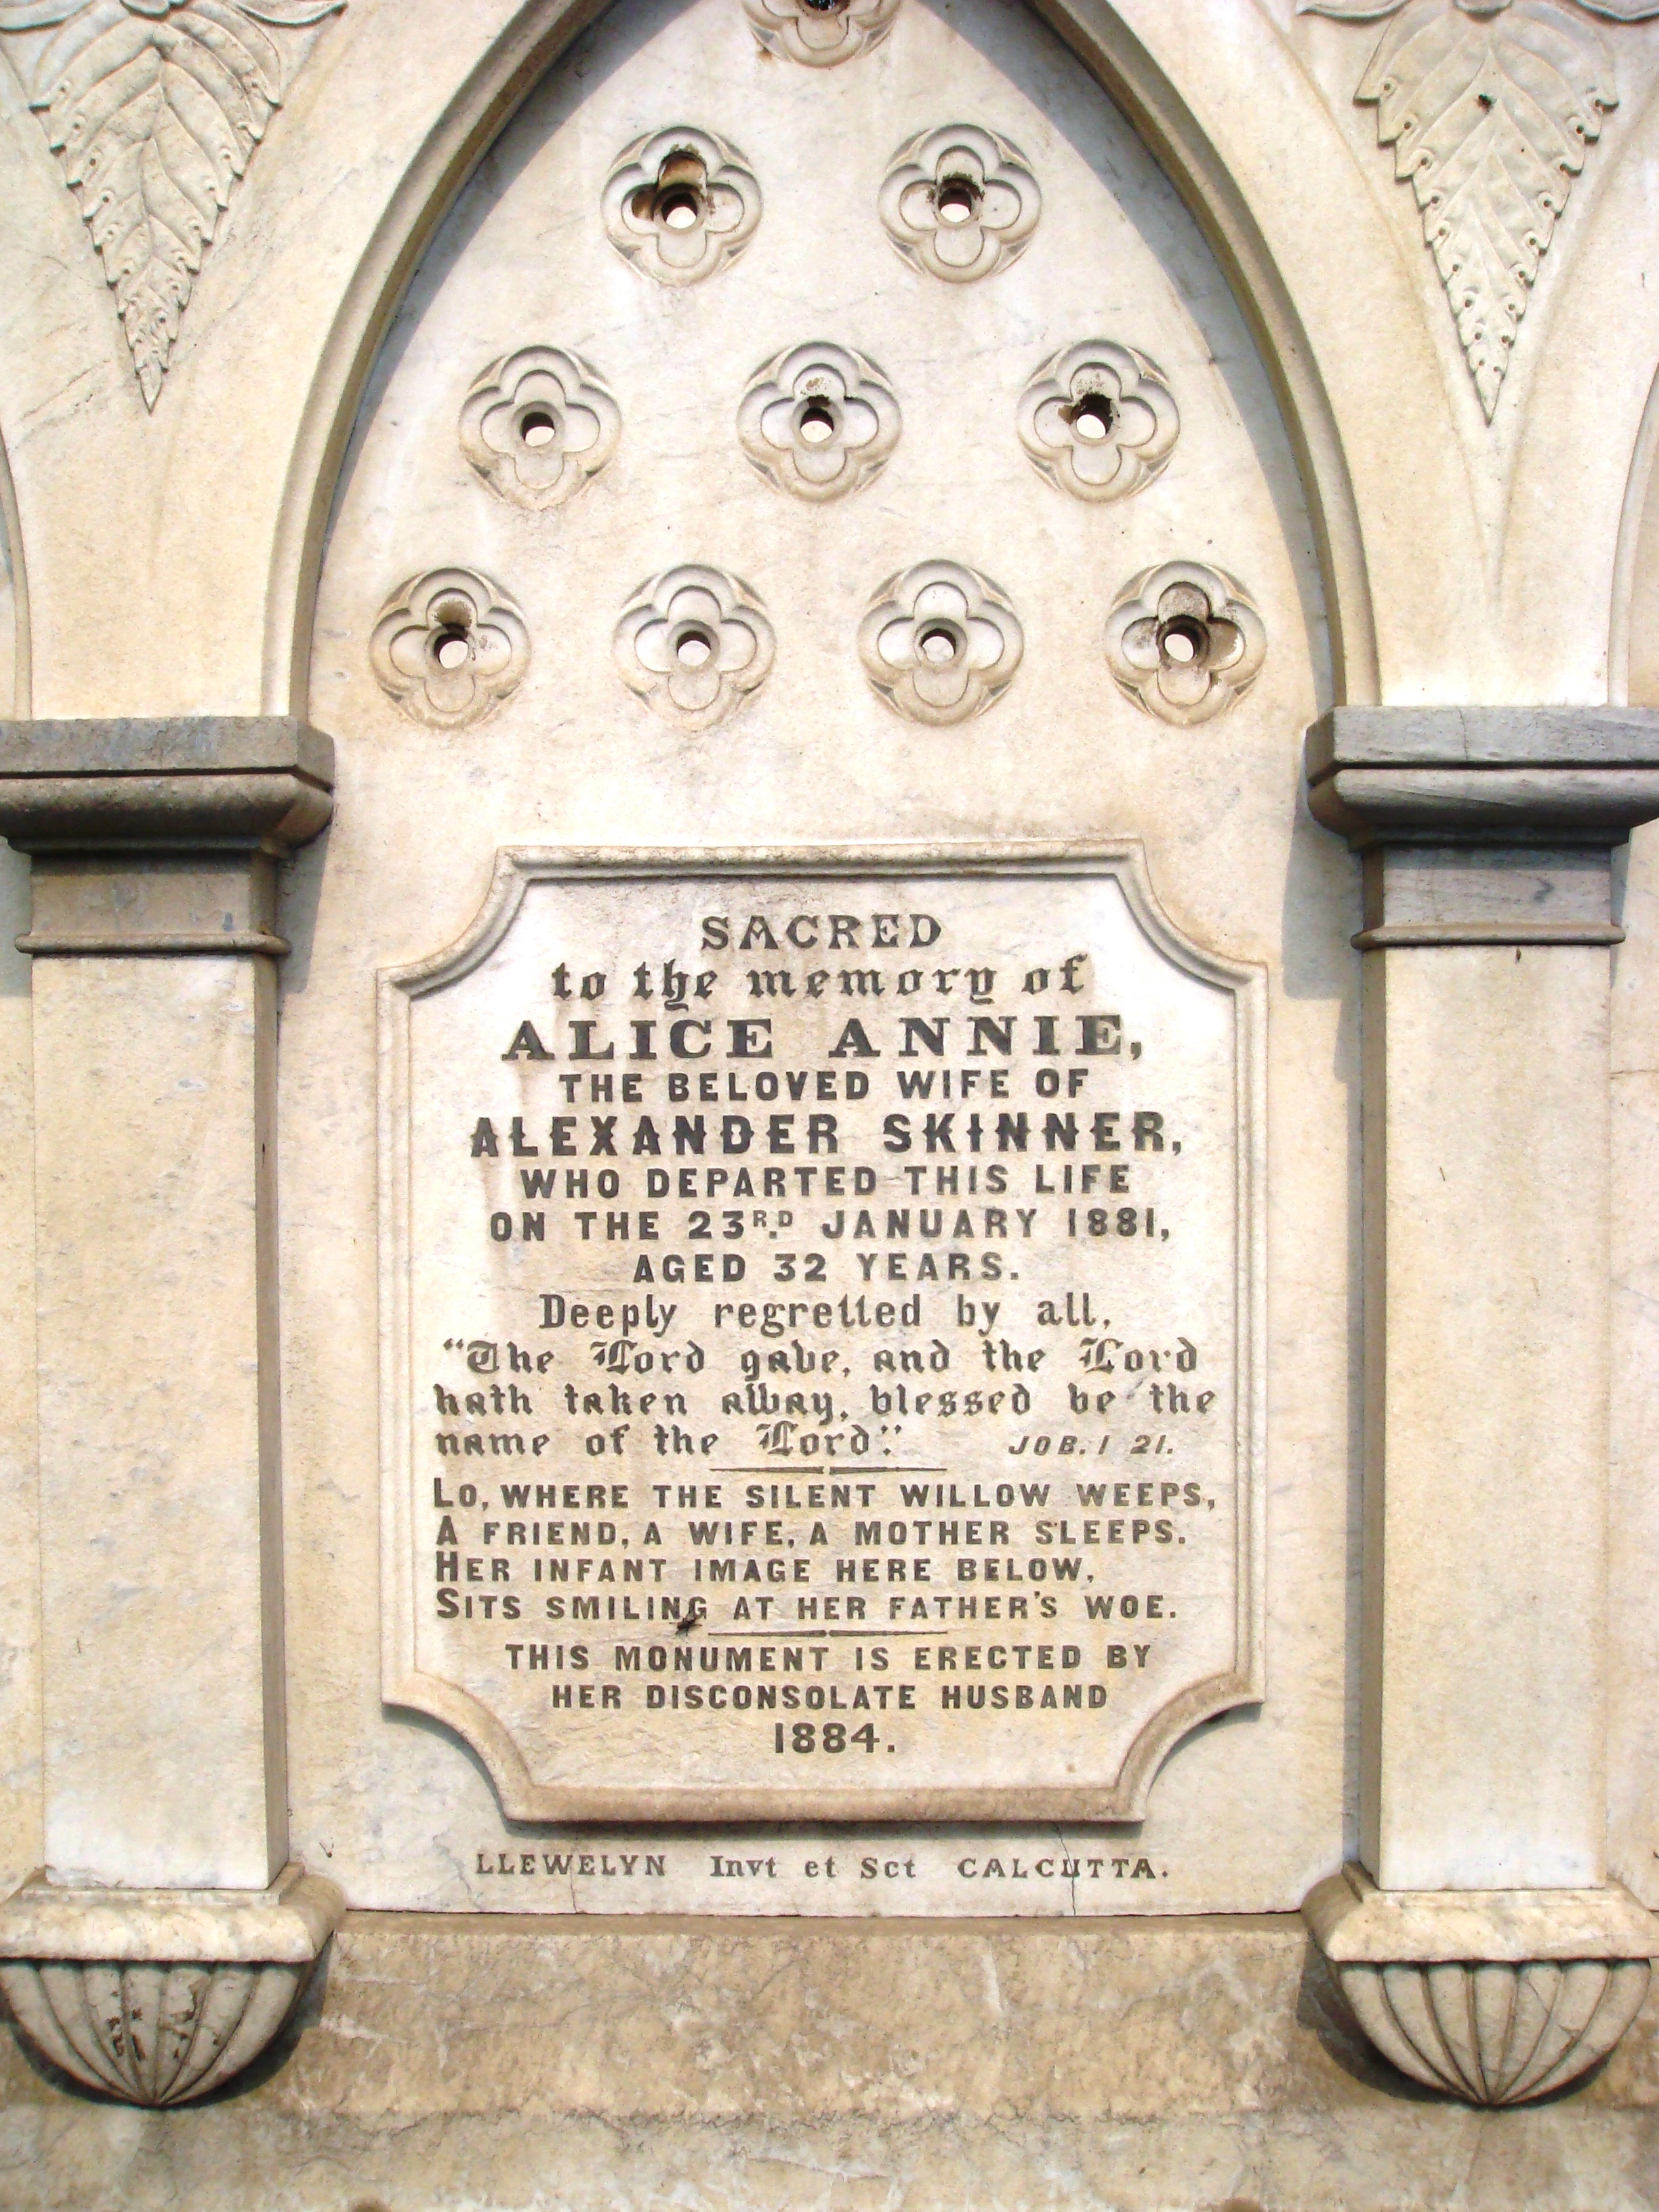 SACRED
to the memory of
ALICE ANNIE,
THE BELOVED WIFE OF
ALEXANDER SKINNER,
WHO DEPARTED THIS LIFE
ON THE 23RD. JANUARY 1881,
AGED 32 YEARS.
Deeply regretted by all,
"The Lord gave, and the Lord
hath taken away, blessed be the
name of the Lord." JOB. I 21.
LO, WHERE THE SILENT WILLOW WEEPS,
A FRIEND, A WIFE, A MOTHER SLEEPS.
HER INFANT IMAGE HERE BELOW,
SITS SMILING AT HER FATHER'S WOE.
THIS MONUMENT IS ERECTED BY
HER DISCONSOLATE HUSBAND
1884.
LLEWELYN Invt et Sct CALCUTTA.